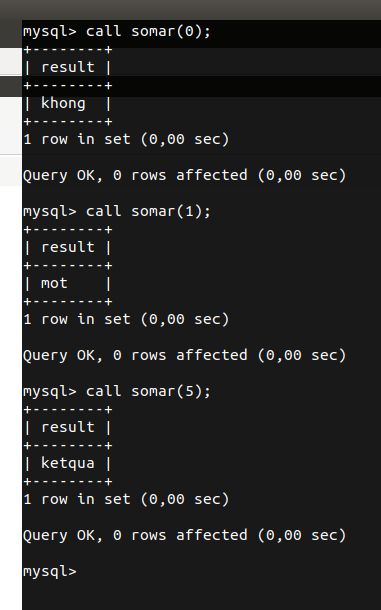 mysql> call somar(0);
+--------+
| result |
+--------+
| khong  |
+--------+
1 row in set (0,00 sec)

Query OK, 0 rows affected (0,00 sec)

mysql> call somar(1);
+--------+
| result |
+--------+
| mot    |
+--------+
1 row in set (0,00 sec)

Query OK, 0 rows affected (0,00 sec)

mysql> call somar(5);
+--------+
| result |
+--------+
| ketqua |
+--------+
1 row in set (0,00 sec)

Query OK, 0 rows affected (0,00 sec)

mysql>